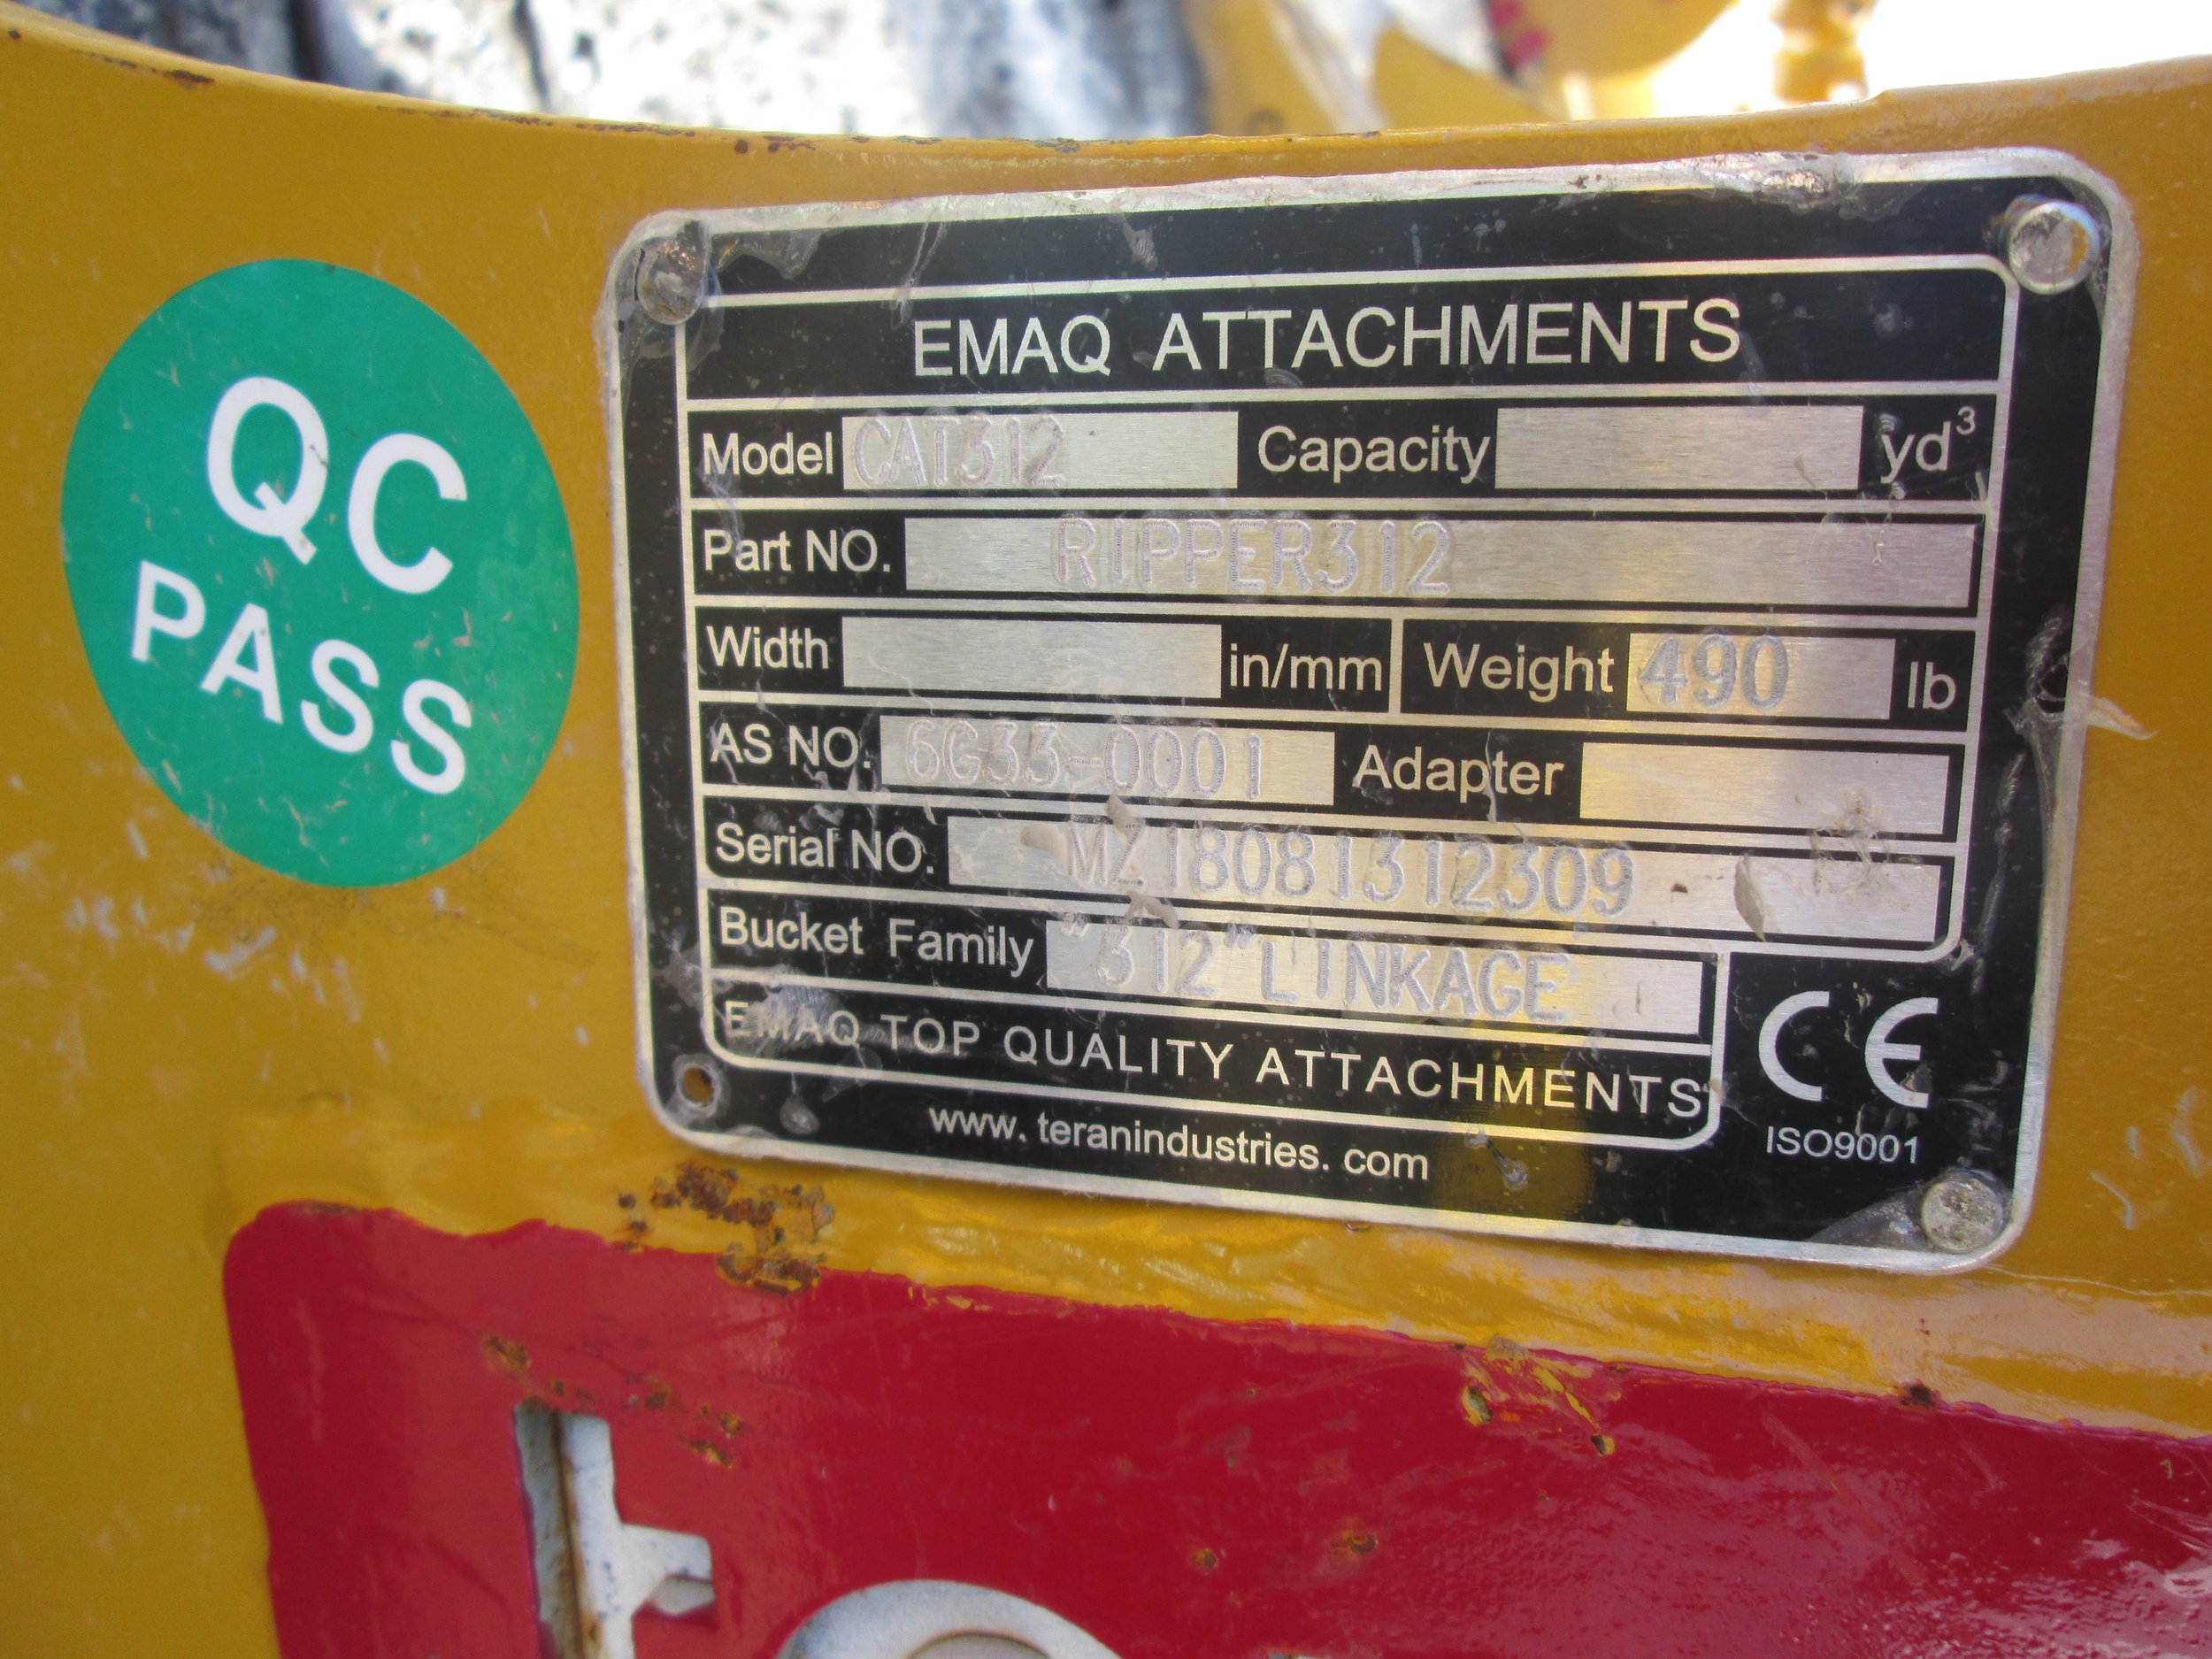 QC
PASS
EMAQ ATTACHMENTS
Model CAT312 Capacity yd³
Part NO. RIPPER312
Width in/mm Weight 490 lb
AS NO. 6G33-0001 Adapter
Serial NO. MZ18081312309
Bucket Family "312"LINKAGE
EMAQ TOP QUALITY ATTACHMENTS
CE
ISO9001
www.teranindustries.com